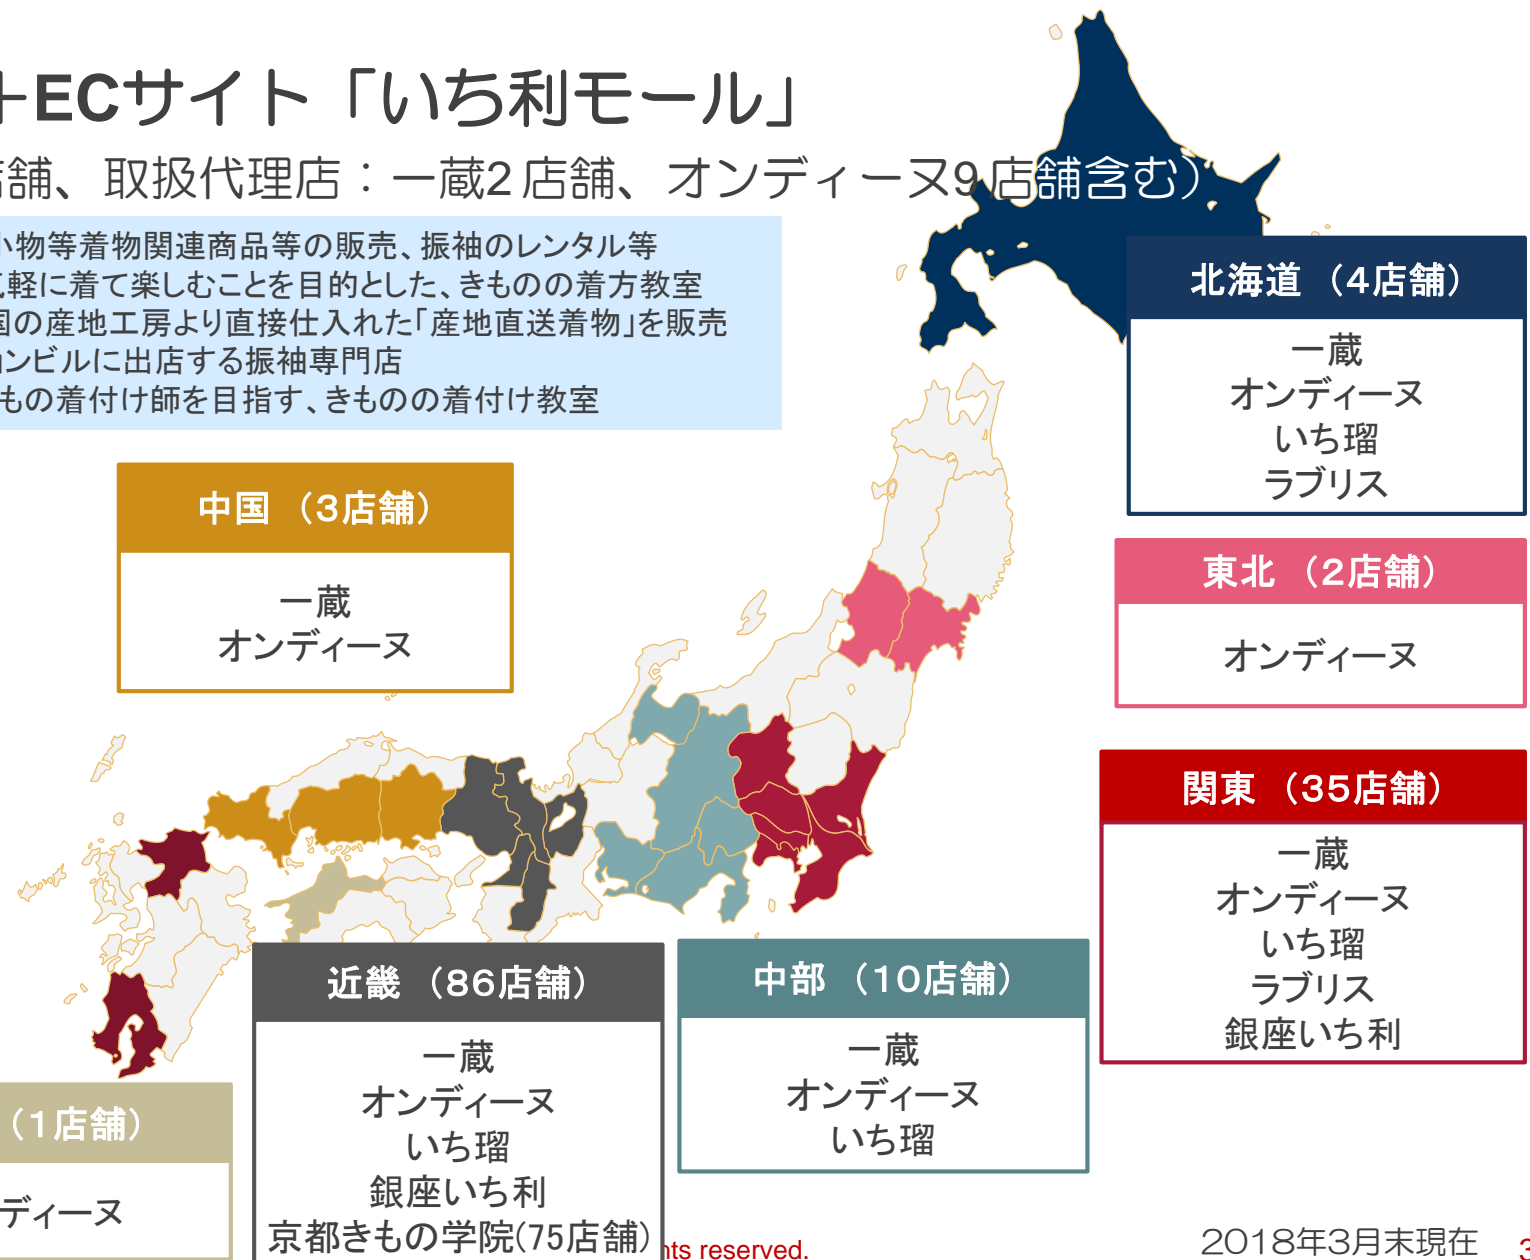 ＋ECサイト「いち利モール」
店舗、取扱代理店：一蔵2店舗、オンディーヌ9店舗含む）
小物等着物関連商品等の販売、振袖のレンタル等
気軽に着て楽しむことを目的とした、きものの着方教室
国の産地工房より直接仕入れた「産地直送着物」を販売
ョンビルに出店する振袖専門店
もの着付け師を目指す、きものの着付け教室
北海道 （4店舗）
一蔵
オンディーヌ
いち瑠
ラブリス
中国 （3店舗）
一蔵
オンディーヌ
東北 （2店舗）
オンディーヌ
関東 （35店舗）
一蔵
オンディーヌ
いち瑠
ラブリス
銀座いち利
近畿 （86店舗）
一蔵
オンディーヌ
いち瑠
銀座いち利
京都きもの学院(75店舗)
中部 （10店舗）
一蔵
オンディーヌ
いち瑠
（1店舗）
ディーヌ
hts reserved.
2018年3月末現在